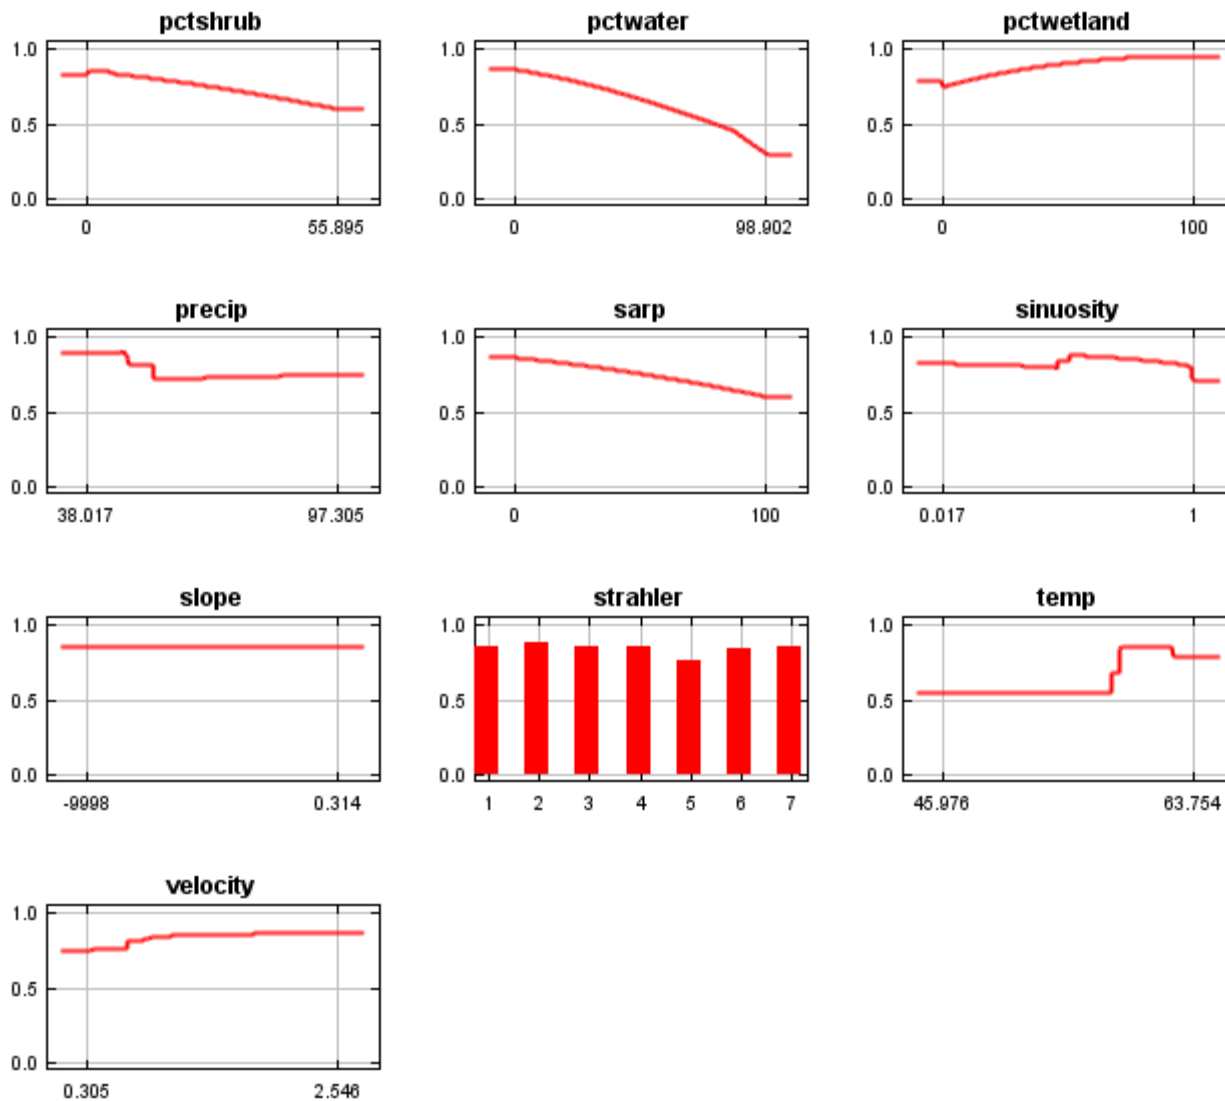 pctshrub pctwater pctwetland
1.0 1.0 1.0
0.5 0.5 0.5
0.0 0.0 0.0
0 55.895 0 98.902 0 100
precip sarp sinuosity
1.0 1.0 1.0
0.5 0.5 0.5
0.0 0.0 0.0
38.017 97.305 0 100 0.017 1
slope strahler temp
1.0 1.0 1.0
0.5 0.5 0.5
0.0 0.0 0.0
-9998 0.314 1 2 3 4 5 6 7 45.976 63.754
velocity
1.0
0.5
0.0
0.305 2.546